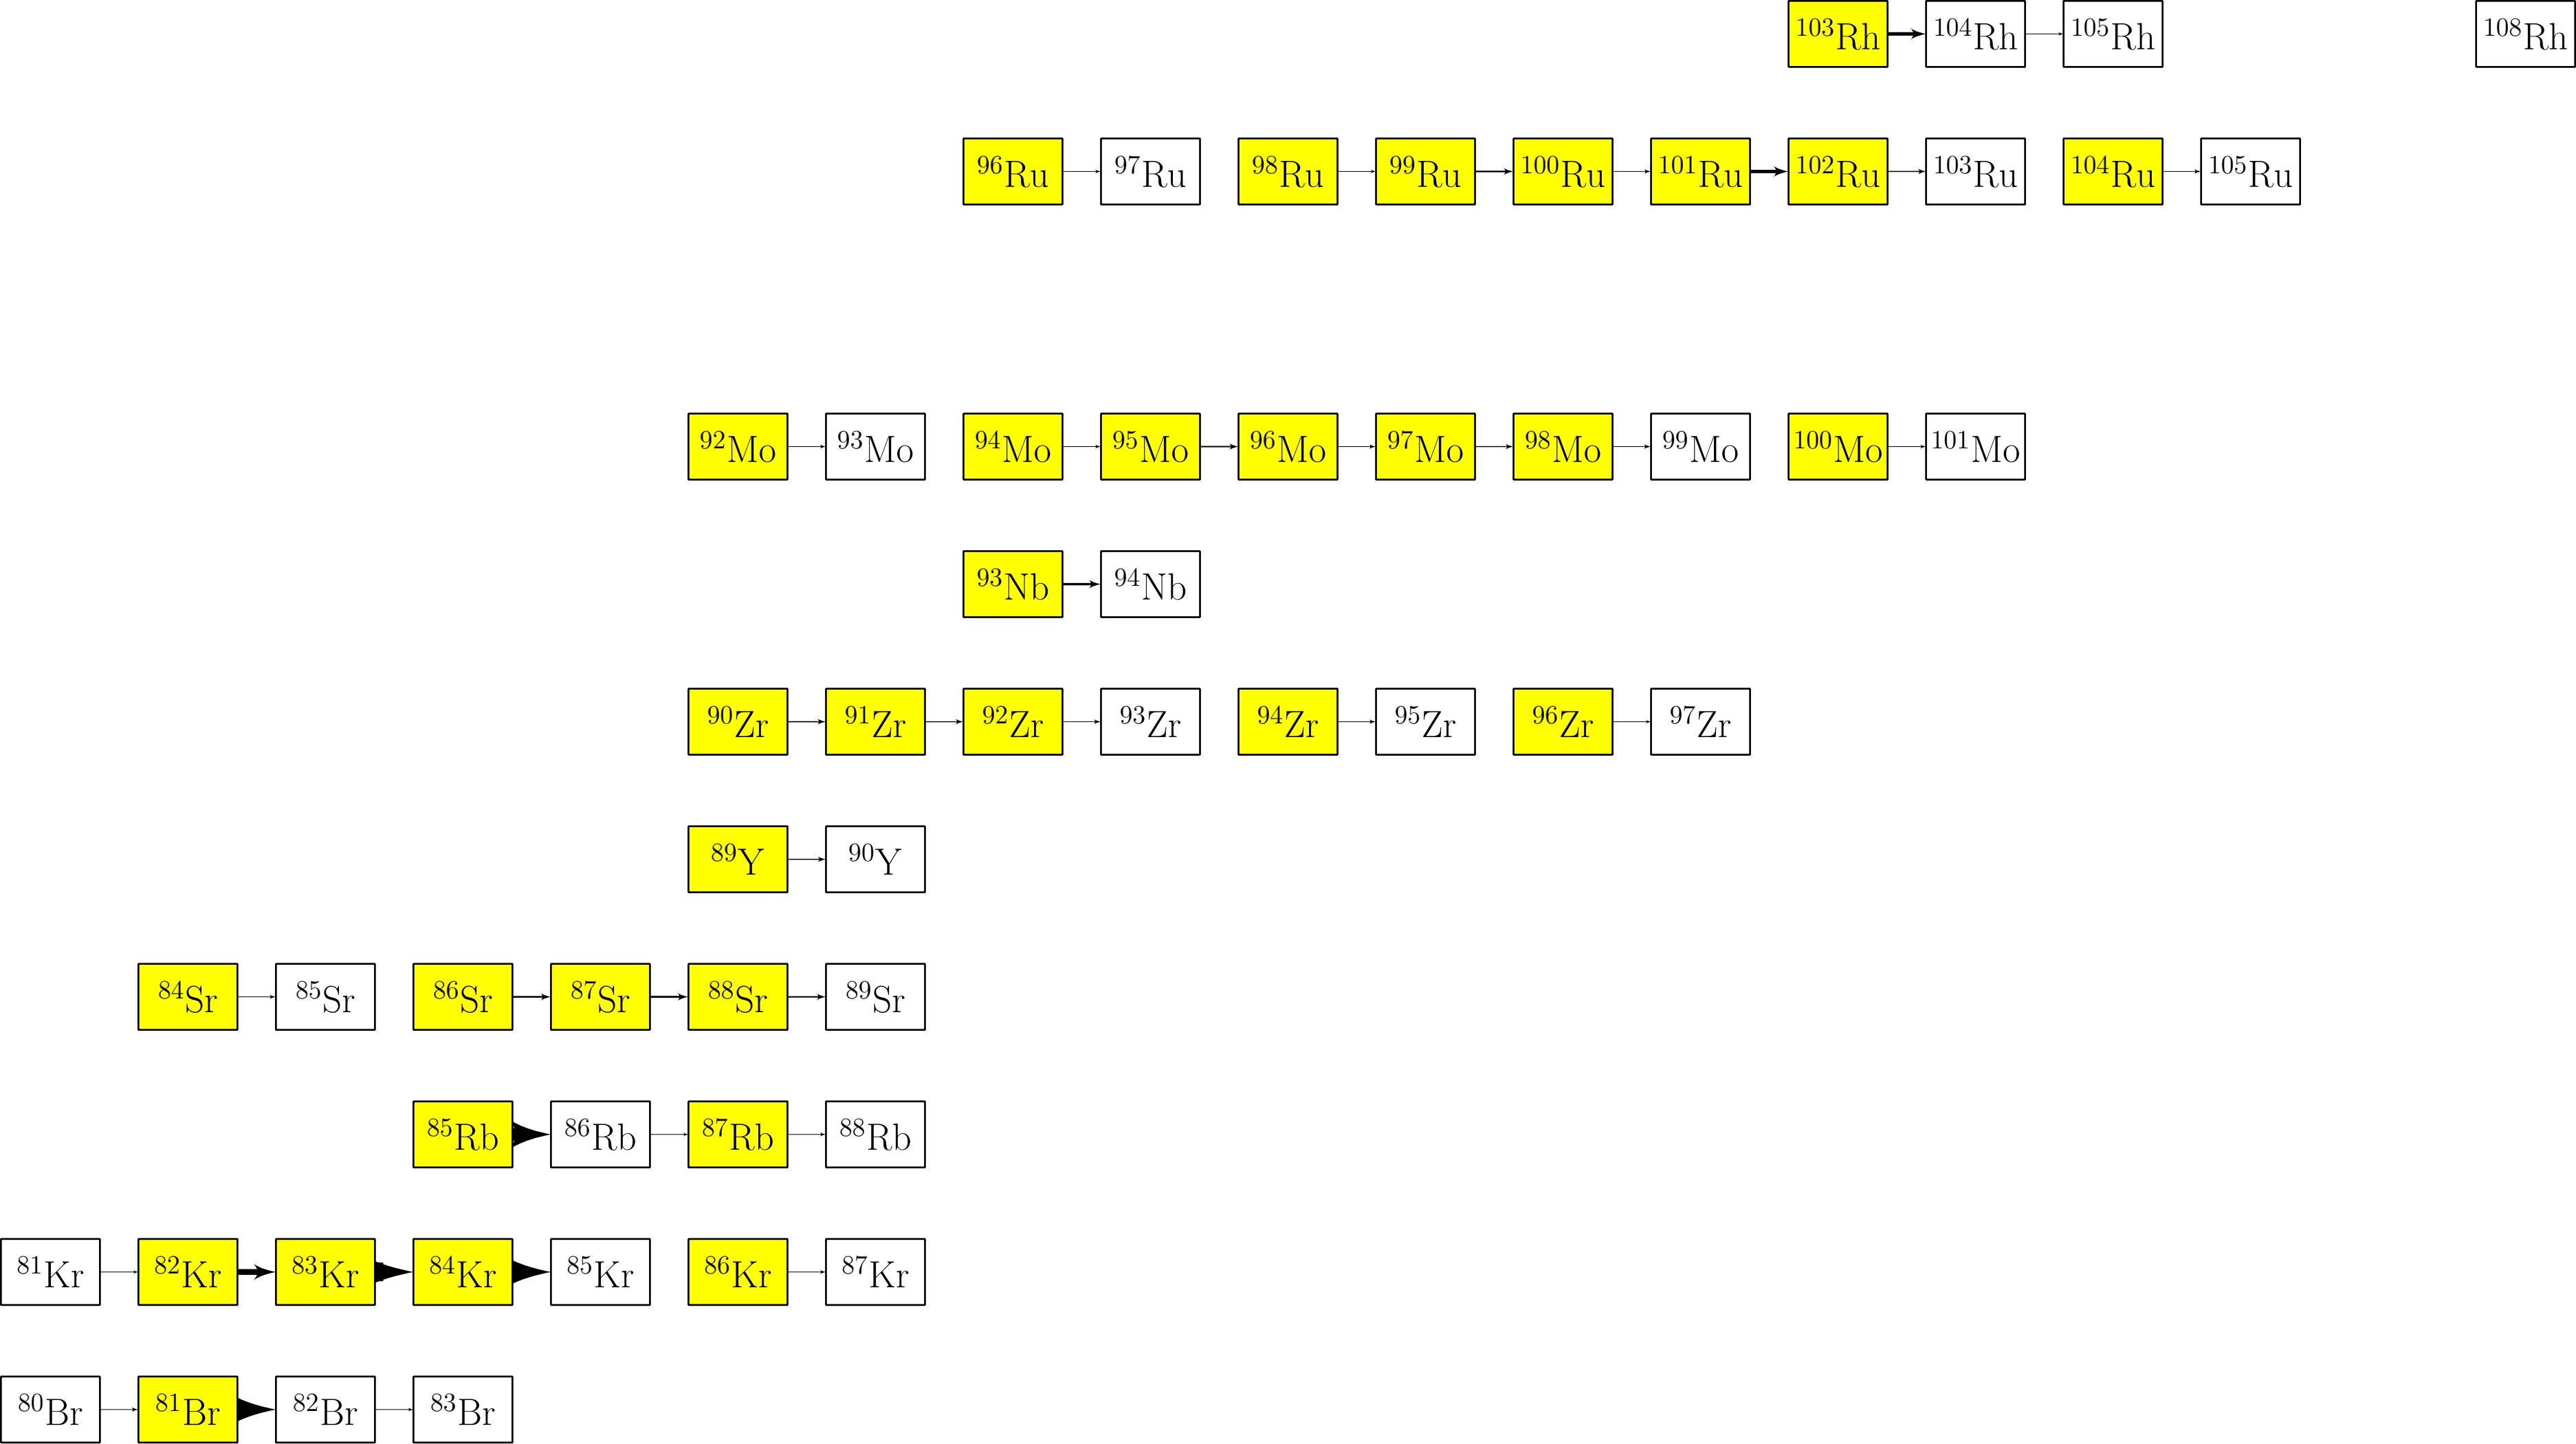 ¹⁰³Rh ¹⁰⁴Rh ¹⁰⁵Rh ¹⁰⁸Rh
⁹⁶Ru ⁹⁷Ru ⁹⁸Ru ⁹⁹Ru ¹⁰⁰Ru ¹⁰¹Ru ¹⁰²Ru ¹⁰³Ru ¹⁰⁴Ru ¹⁰⁵Ru
⁹²Mo ⁹³Mo ⁹⁴Mo ⁹⁵Mo ⁹⁶Mo ⁹⁷Mo ⁹⁸Mo ⁹⁹Mo ¹⁰⁰Mo ¹⁰¹Mo
⁹³Nb ⁹⁴Nb
⁹⁰Zr ⁹¹Zr ⁹²Zr ⁹³Zr ⁹⁴Zr ⁹⁵Zr ⁹⁶Zr ⁹⁷Zr
⁸⁹Y ⁹⁰Y
⁸⁴Sr ⁸⁵Sr ⁸⁶Sr ⁸⁷Sr ⁸⁸Sr ⁸⁹Sr
⁸⁵Rb ⁸⁶Rb ⁸⁷Rb ⁸⁸Rb
⁸¹Kr ⁸²Kr ⁸³Kr ⁸⁴Kr ⁸⁵Kr ⁸⁶Kr ⁸⁷Kr
⁸⁰Br ⁸¹Br ⁸²Br ⁸³Br